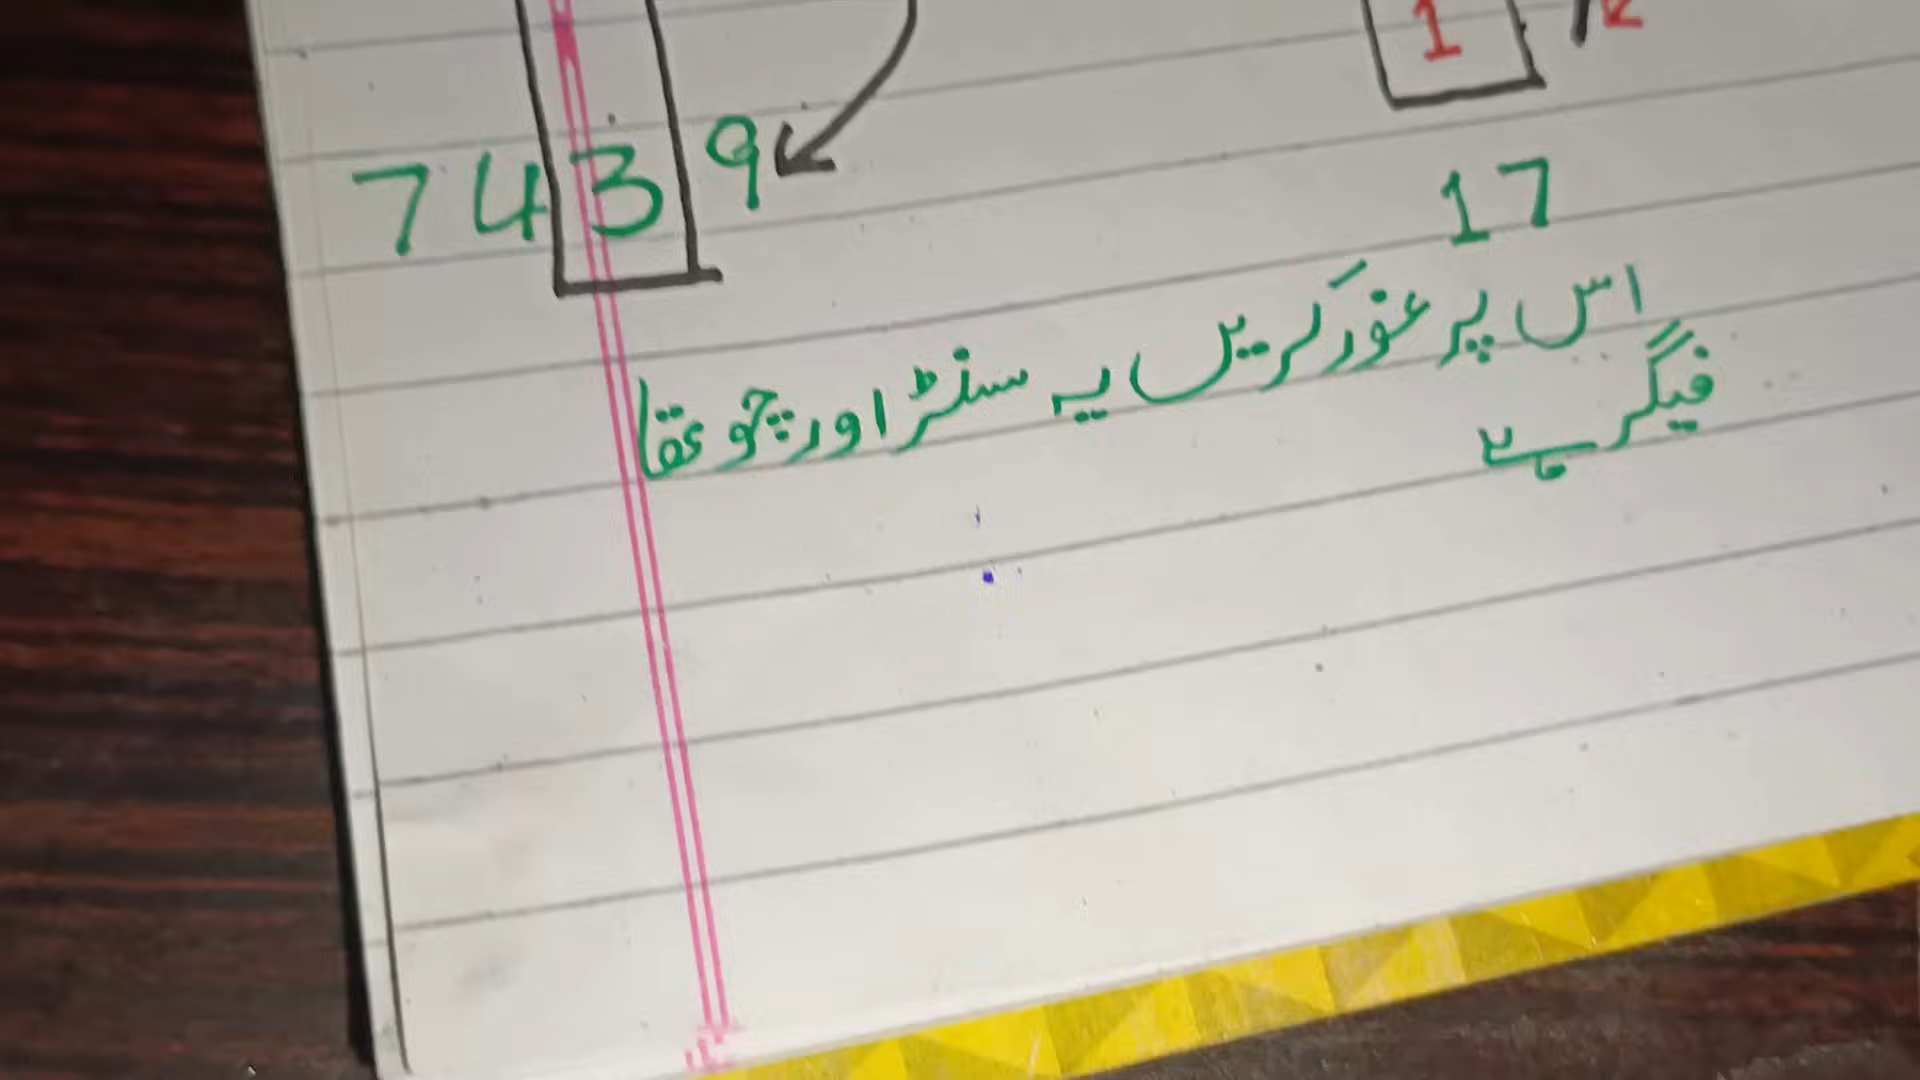 1
7439
17
اس پر غور کریں یہ سنٹر اور چوتھا
فیگر ہے